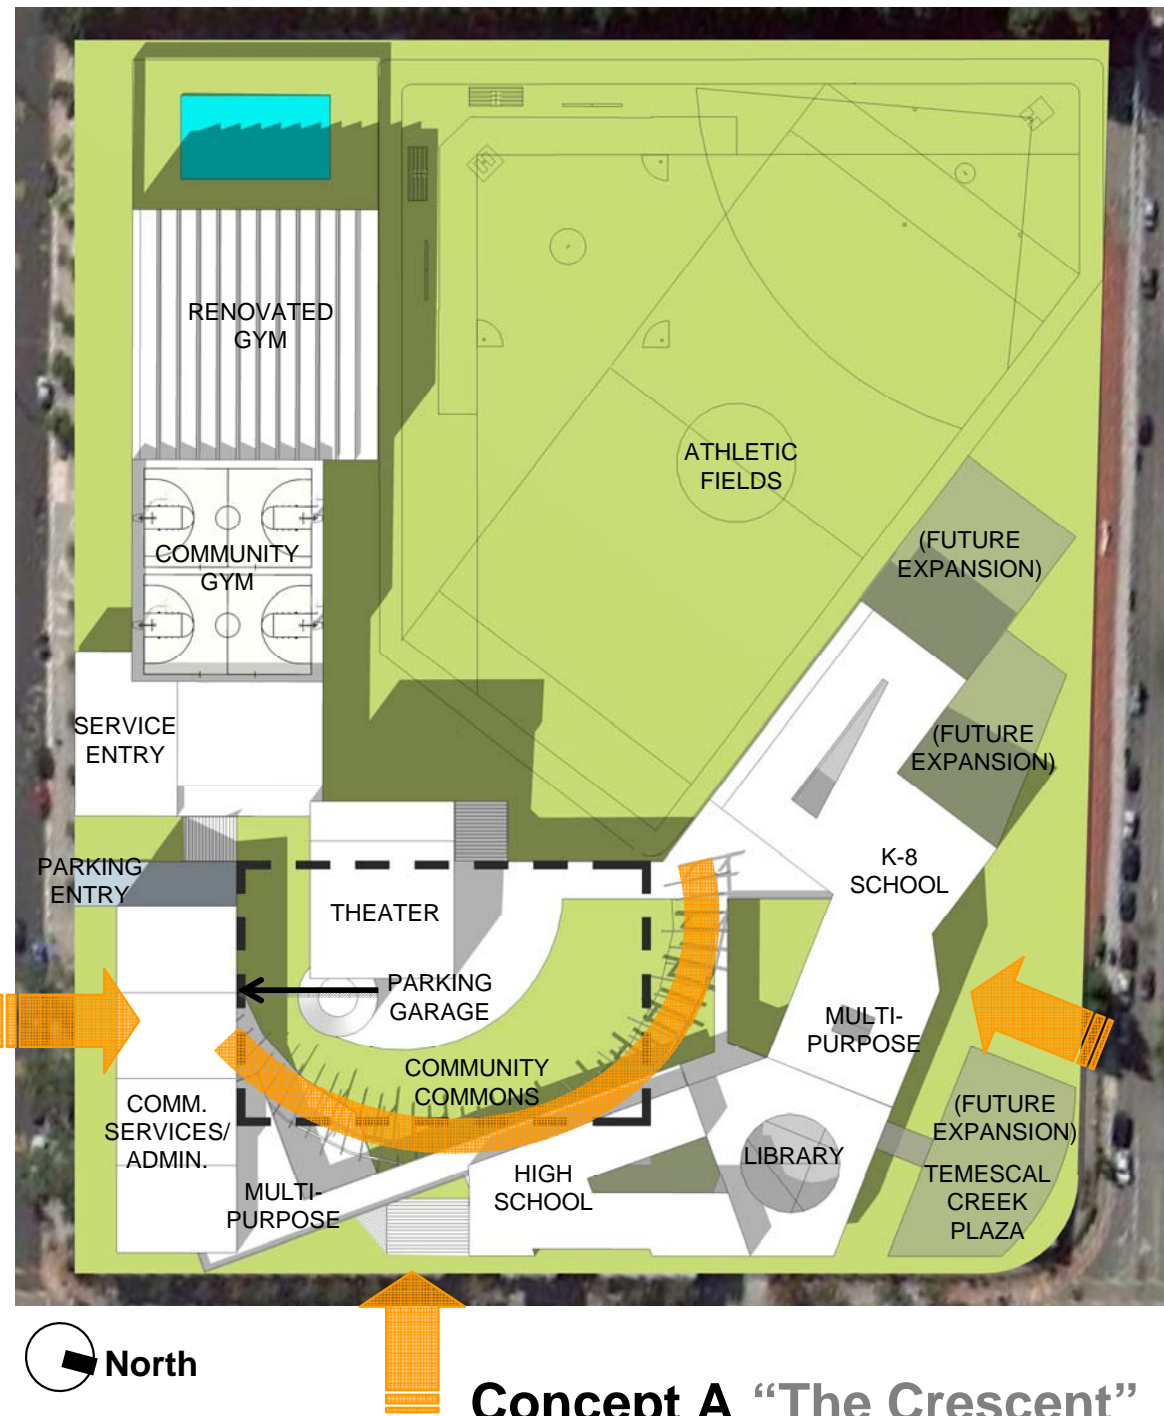 RENOVATED
GYM
ATHLETIC
FIELDS
COMMUNITY
GYM
(FUTURE
EXPANSION)
SERVICE
ENTRY
(FUTURE
EXPANSION)
PARKING
ENTRY
K-8
SCHOOL
THEATER
PARKING
GARAGE
MULTI-
PURPOSE
COMMUNITY
COMMONS
COMM.
SERVICES/
ADMIN.
(FUTURE
EXPANSION)
LIBRARY
HIGH
SCHOOL
TEMESCAL
CREEK
PLAZA
MULTI-
PURPOSE
North
Concept A “The Crescent”